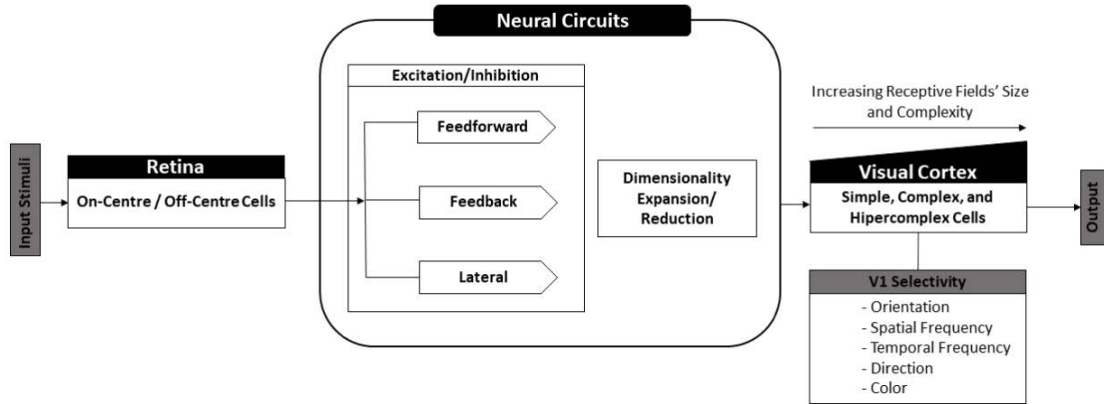 Neural Circuits
Input Stimuli
Retina
On-Centre / Off-Centre Cells
Excitation/Inhibition
Feedforward
Feedback
Lateral
Dimensionality
Expansion/
Reduction
Increasing Receptive Fields' Size
and Complexity
Visual Cortex
Simple, Complex, and
Hipercomplex Cells
V1 Selectivity
- Orientation
- Spatial Frequency
- Temporal Frequency
- Direction
- Color
Output